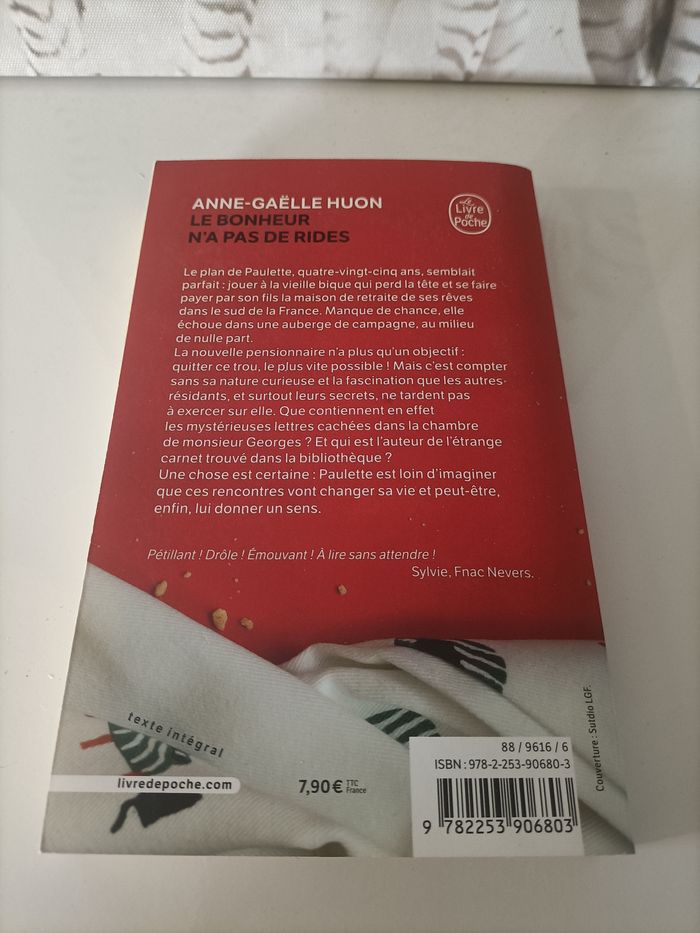 ANNE-GAËLLE HUON
LE BONHEUR
N'A PAS DE RIDES
Le
Livre
de
Poche
Le plan de Paulette, quatre-vingt-cinq ans, semblait
parfait : jouer à la vieille bique qui perd la tête et se faire
payer par son fils la maison de retraite de ses rêves
dans le sud de la France. Manque de chance, elle
échoue dans une auberge de campagne, au milieu
de nulle part.
La nouvelle pensionnaire n'a plus qu'un objectif :
quitter ce trou, le plus vite possible ! Mais c'est compter
sans sa nature curieuse et la fascination que les autres
résidants, et surtout leurs secrets, ne tardent pas
à exercer sur elle. Que contiennent en effet
les mystérieuses lettres cachées dans la chambre
de monsieur Georges ? Et qui est l'auteur de l'étrange
carnet trouvé dans la bibliothèque ?
Une chose est certaine : Paulette est loin d'imaginer
que ces rencontres vont changer sa vie et peut-être,
enfin, lui donner un sens.
Pétillant ! Drôle ! Émouvant ! À lire sans attendre !
Sylvie, Fnac Nevers.
texte intégral
livredepoche.com
7,90 € TTC
France
88 / 9616 / 6
ISBN : 978-2-253-90680-3
9 782253 906803
Couverture : Sutdio LGF.